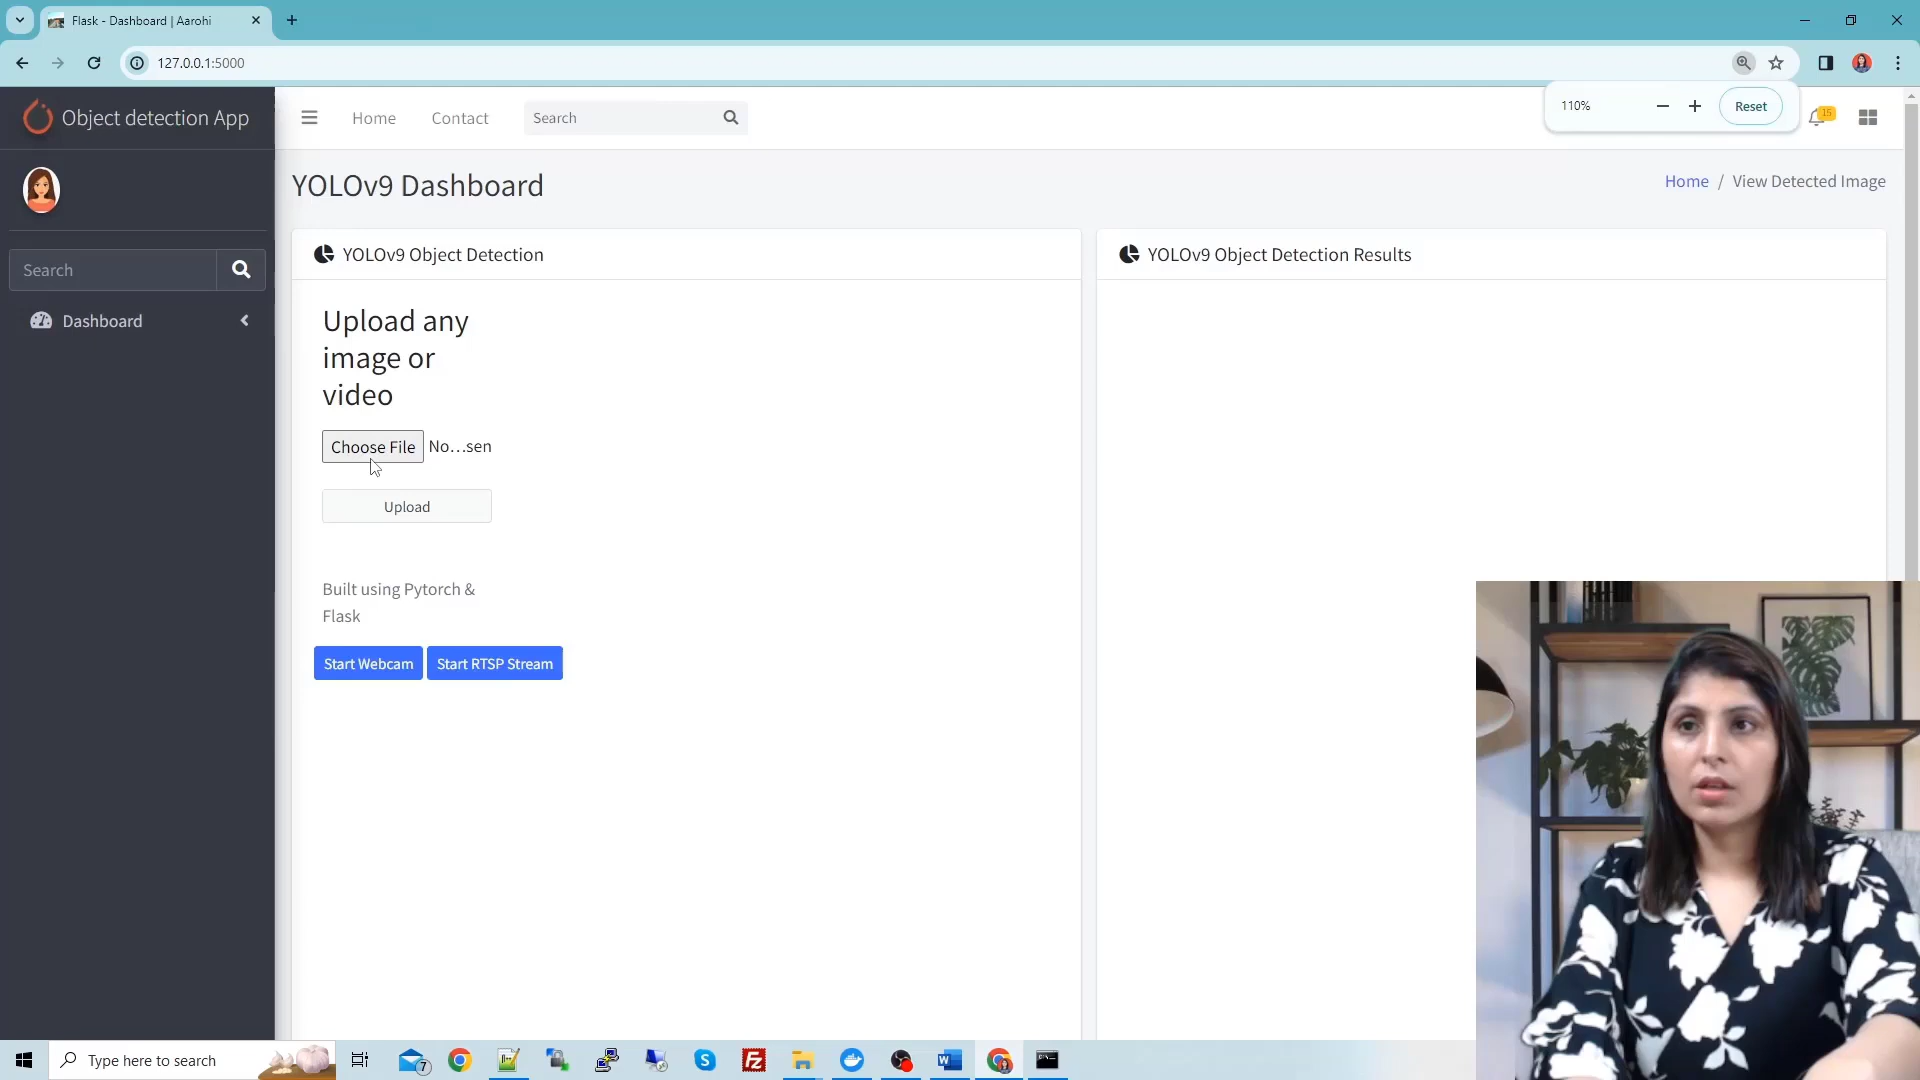 Flask - Dashboard | Aarohi
127.0.0.1:5000
110%
Reset
Object detection App
Home
Contact
Search
15
YOLOv9 Dashboard
Home / View Detected Image
Search
Dashboard
YOLOv9 Object Detection
Upload any
image or
video
Choose File No...sen
Upload
Built using Pytorch &
Flask
Start Webcam
Start RTSP Stream
YOLOv9 Object Detection Results
Type here to search
7